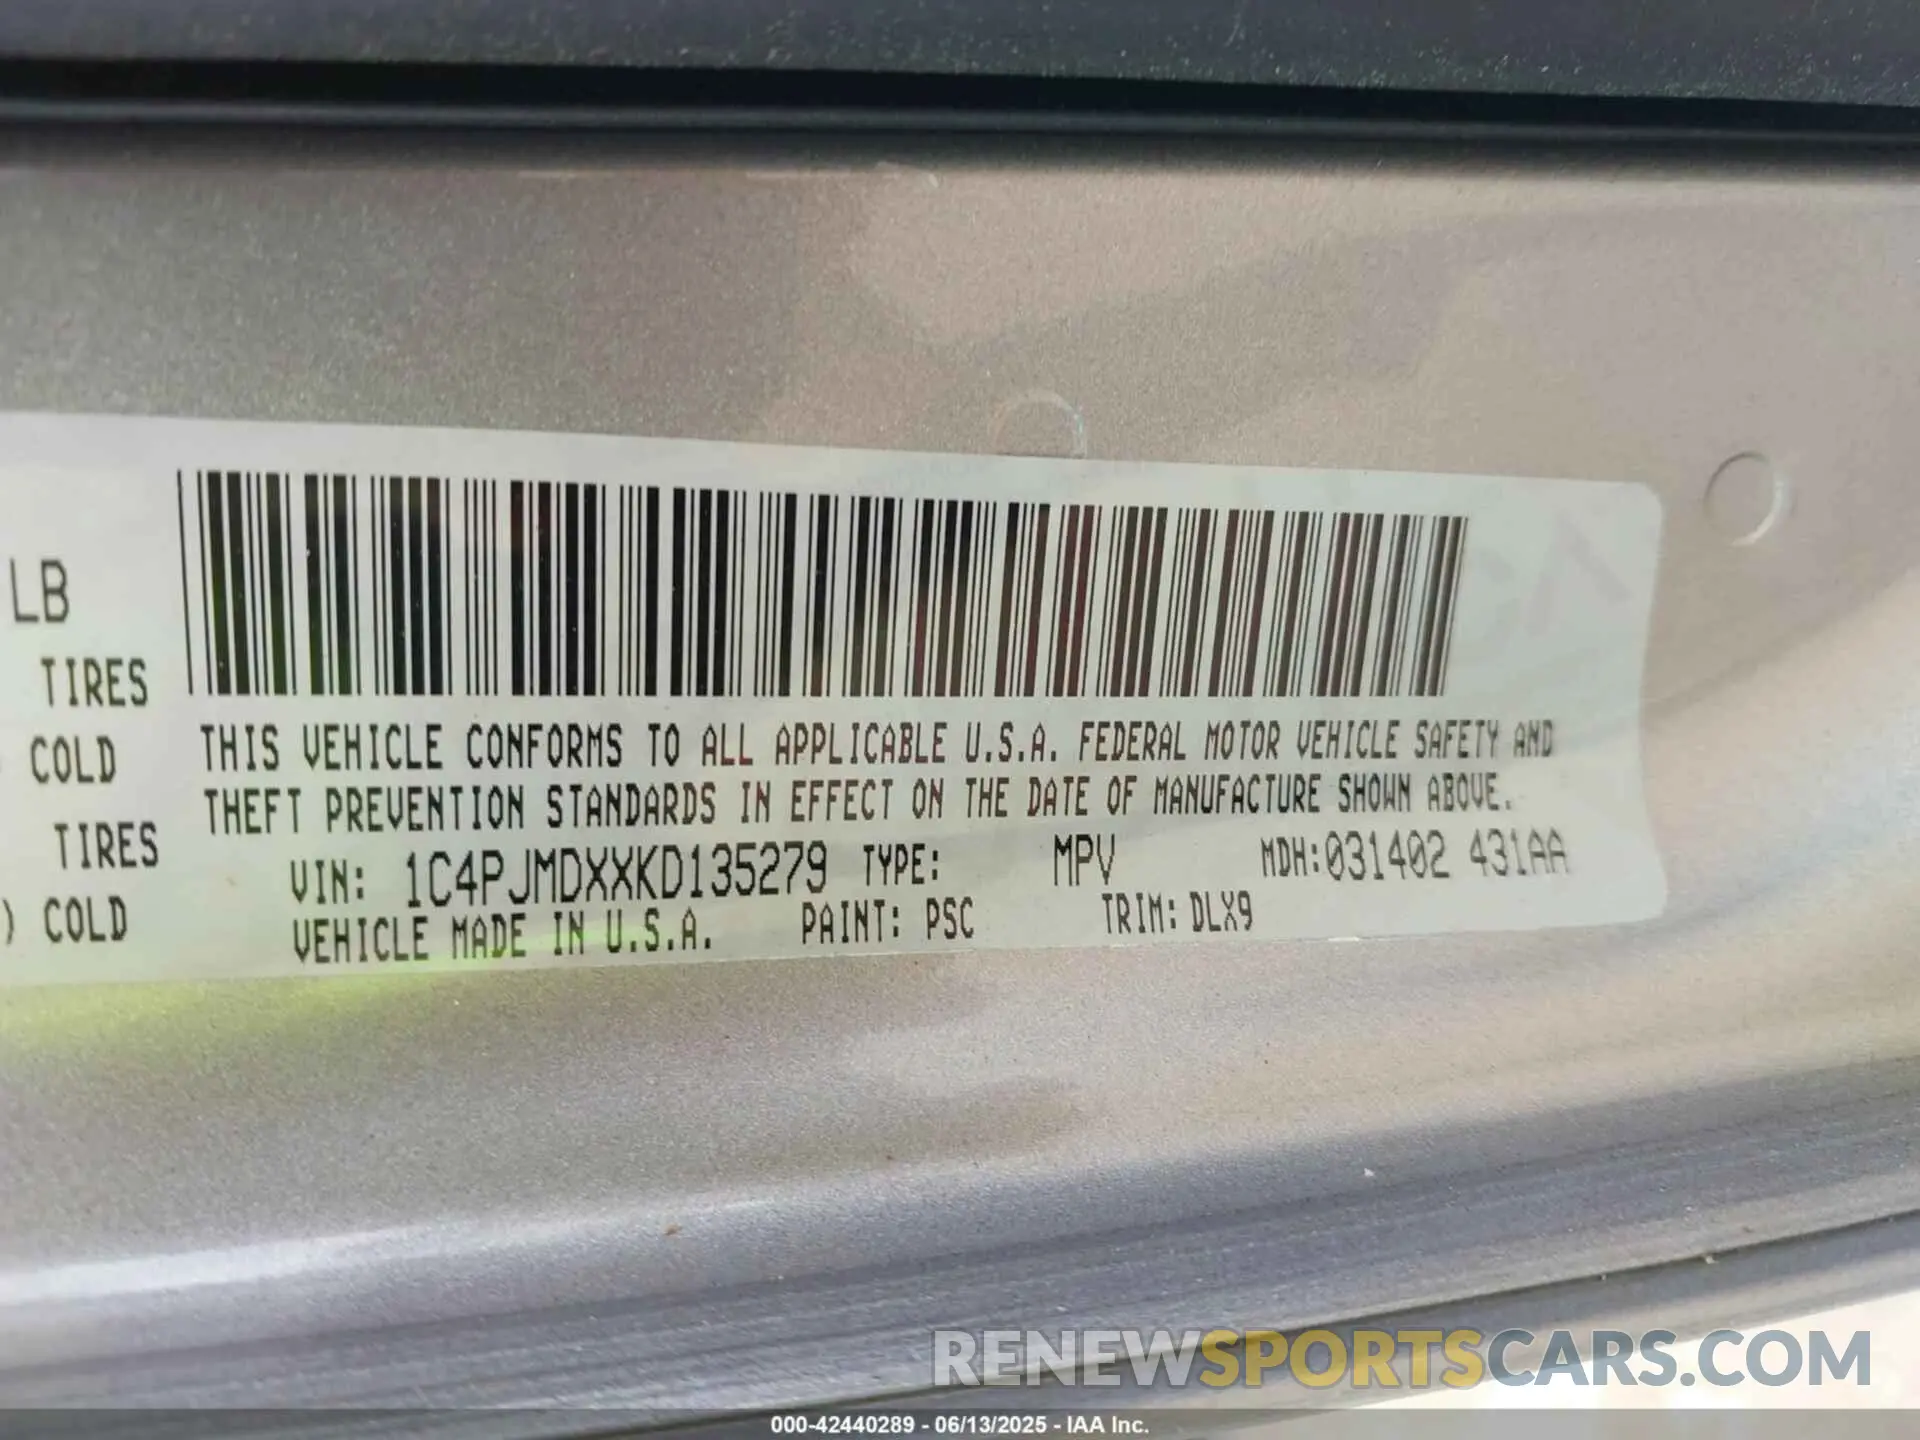 LB
TIRES
COLD
TIRES
) COLD
THIS VEHICLE CONFORMS TO ALL APPLICABLE U.S.A. FEDERAL MOTOR VEHICLE SAFETY AND
THEFT PREVENTION STANDARDS IN EFFECT ON THE DATE OF MANUFACTURE SHOWN ABOVE.
VIN: 1C4PJMDXXKD135279 TYPE: MPV MDH:031402 431AA
VEHICLE MADE IN U.S.A. PAINT: PSC TRIM: DLX9
RENEWSPORTSCARS.COM
000-42440289 - 06/13/2025 - IAA Inc.